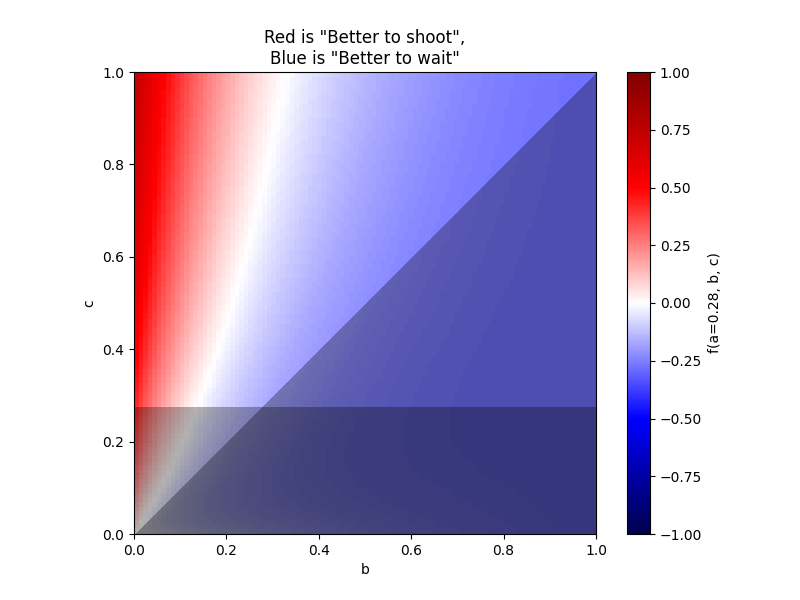 Red is "Better to shoot",
Blue is "Better to wait"
1.0
0.8
0.6
0.4
0.2
0.0
c
0.0 0.2 0.4 0.6 0.8 1.0
b
1.00
0.75
0.50
0.25
0.00
−0.25
−0.50
−0.75
−1.00
f(a=0.28, b, c)